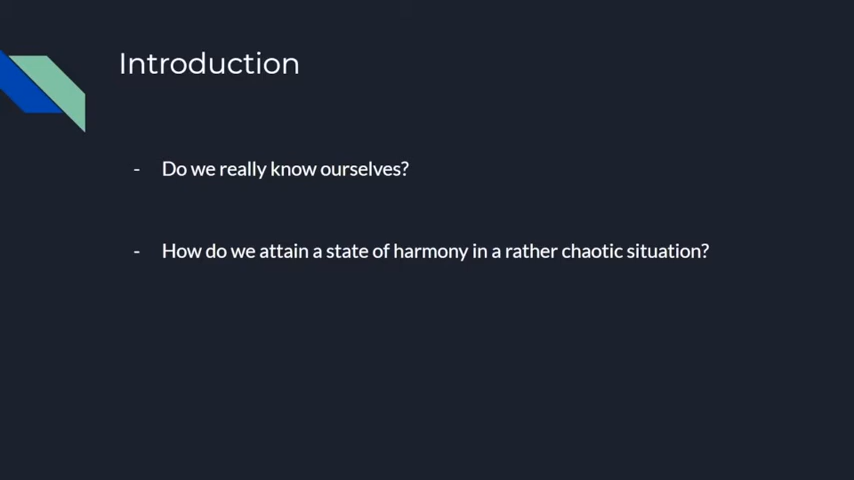 Introduction
- Do we really know ourselves?
- How do we attain a state of harmony in a rather chaotic situation?